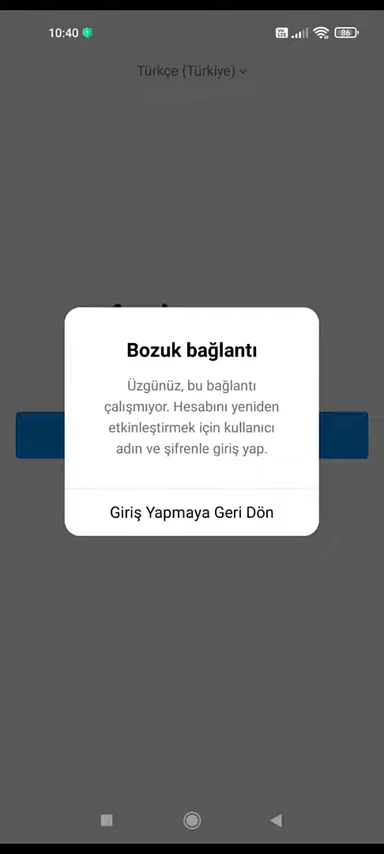 10:40
86
Türkçe (Türkiye)
Bozuk bağlantı
Üzgünüz, bu bağlantı
çalışmıyor. Hesabını yeniden
etkinleştirmek için kullanıcı
adın ve şifrenle giriş yap.
Giriş Yapmaya Geri Dön